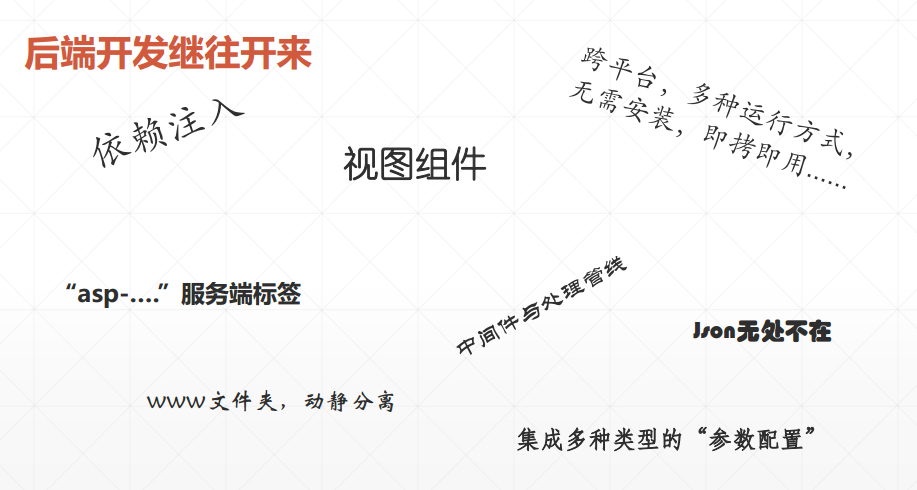 后端开发继往开来
跨平台，多种运行方式，
无需安装，即拷即用……
依赖注入
视图组件
“asp-….”服务端标签
中间件与处理管线
Json无处不在
www文件夹，动静分离
集成多种类型的“参数配置”